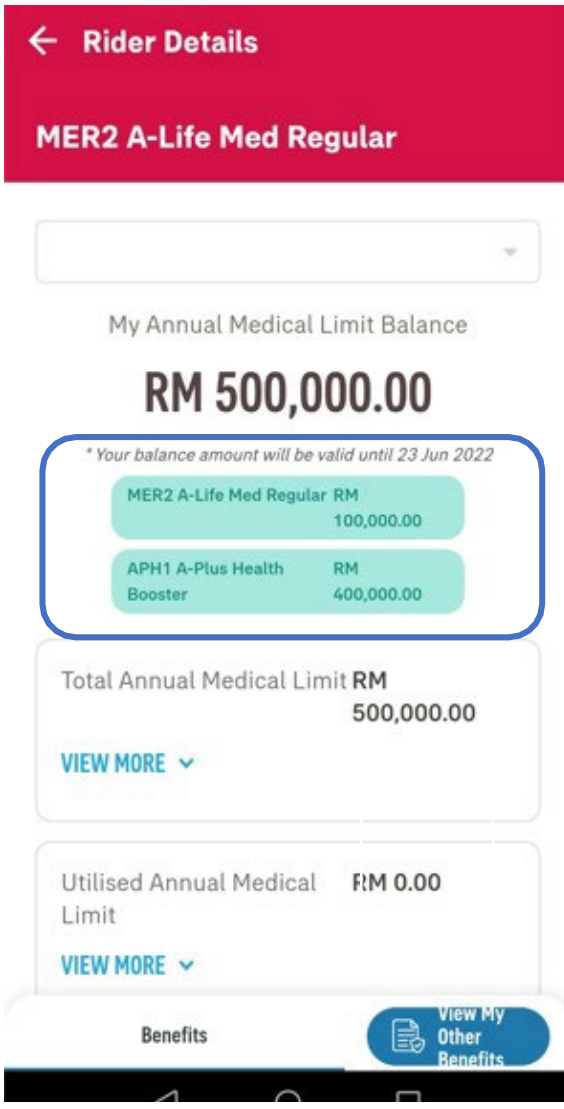 Rider Details
MER2 A-Life Med Regular
My Annual Medical Limit Balance
RM 500,000.00
* Your balance amount will be valid until 23 Jun 2022
MER2 A-Life Med Regular RM
100,000.00
APH1 A-Plus Health RM
Booster 400,000.00
Total Annual Medical Limit RM
500,000.00
VIEW MORE
Utilised Annual Medical RM 0.00
Limit
VIEW MORE
Benefits
View My
Other
Benefits